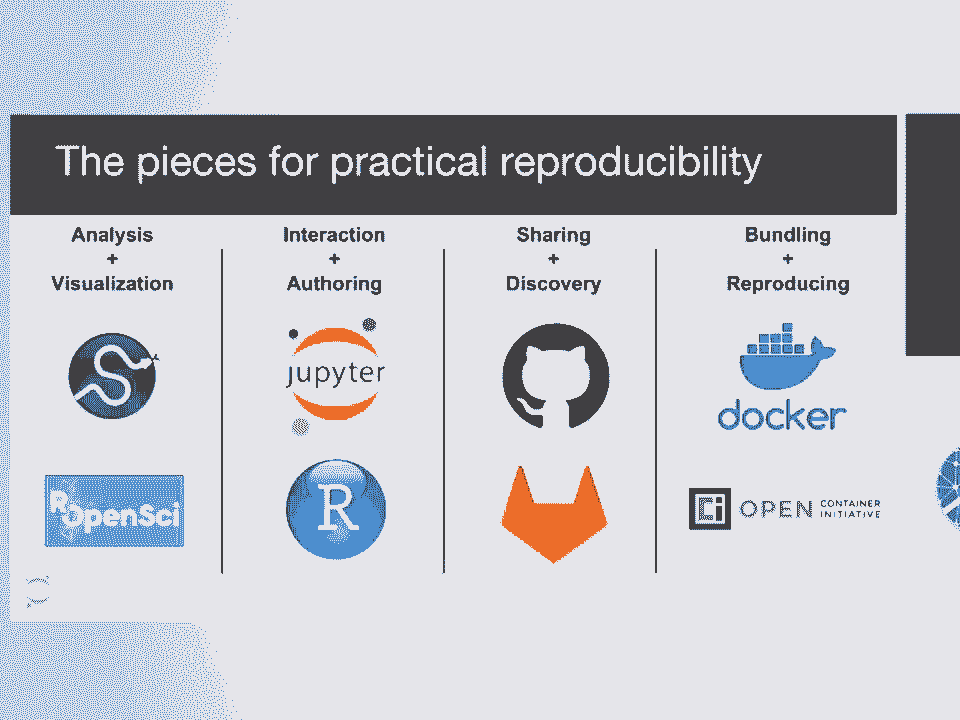 The pieces for practical reproducibility
Analysis
+
Visualization
Interaction
+
Authoring
Sharing
+
Discovery
Bundling
+
Reproducing
jupyter
docker
ROpenSci
R
Ci OPEN CONTAINER
INITIATIVE